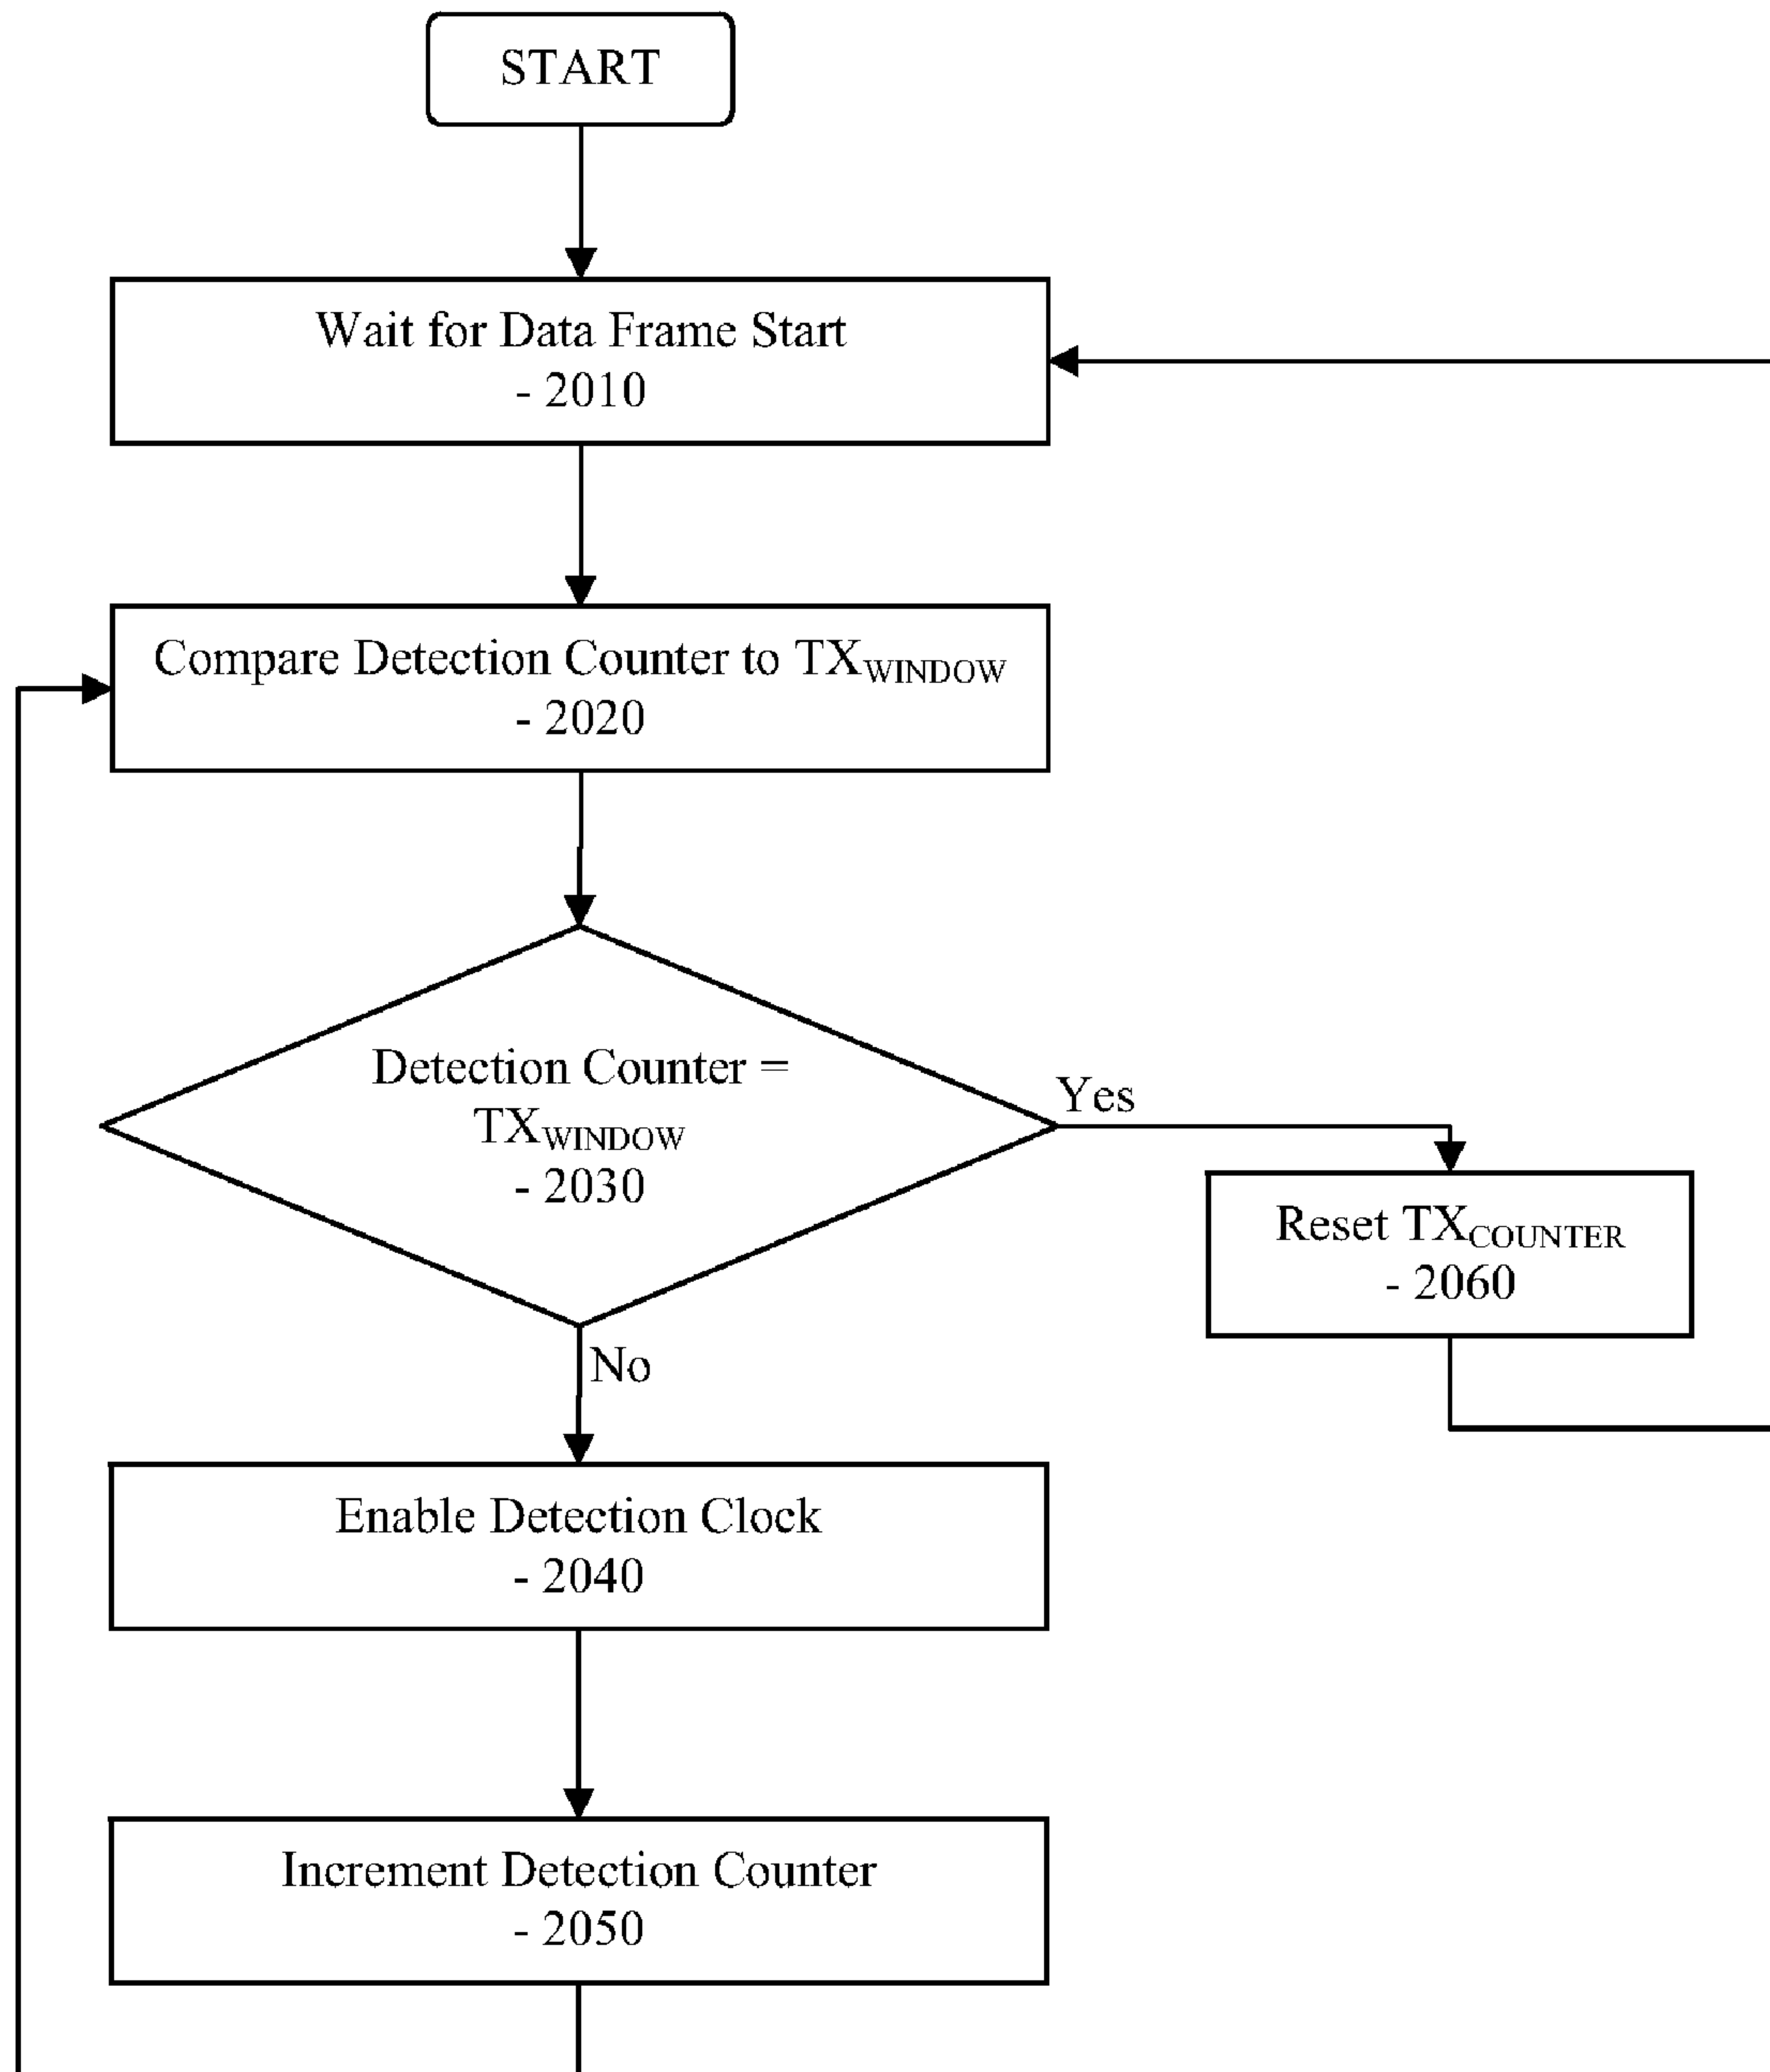 START
Wait for Data Frame Start
- 2010
Compare Detection Counter to TXWINDOW
- 2020
Detection Counter =
TXWINDOW
- 2030
Yes
Reset TXCOUNTER
- 2060
No
Enable Detection Clock
- 2040
Increment Detection Counter
- 2050